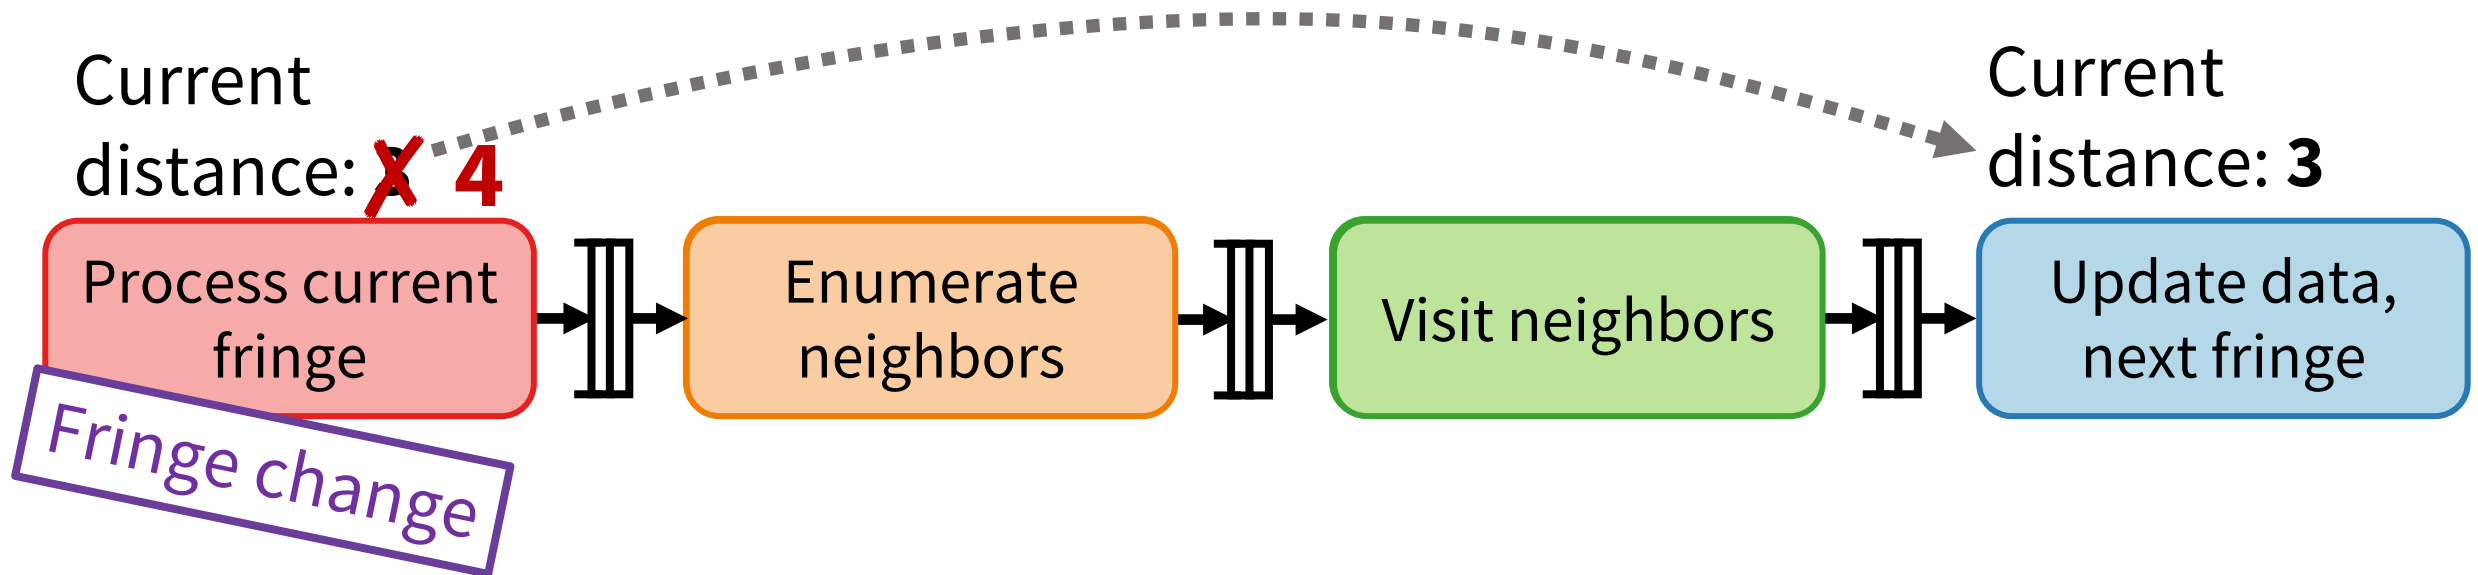 Current
distance: 3 4
Current
distance: 3
Process current
fringe
Enumerate
neighbors
Visit neighbors
Update data,
next fringe
Fringe change